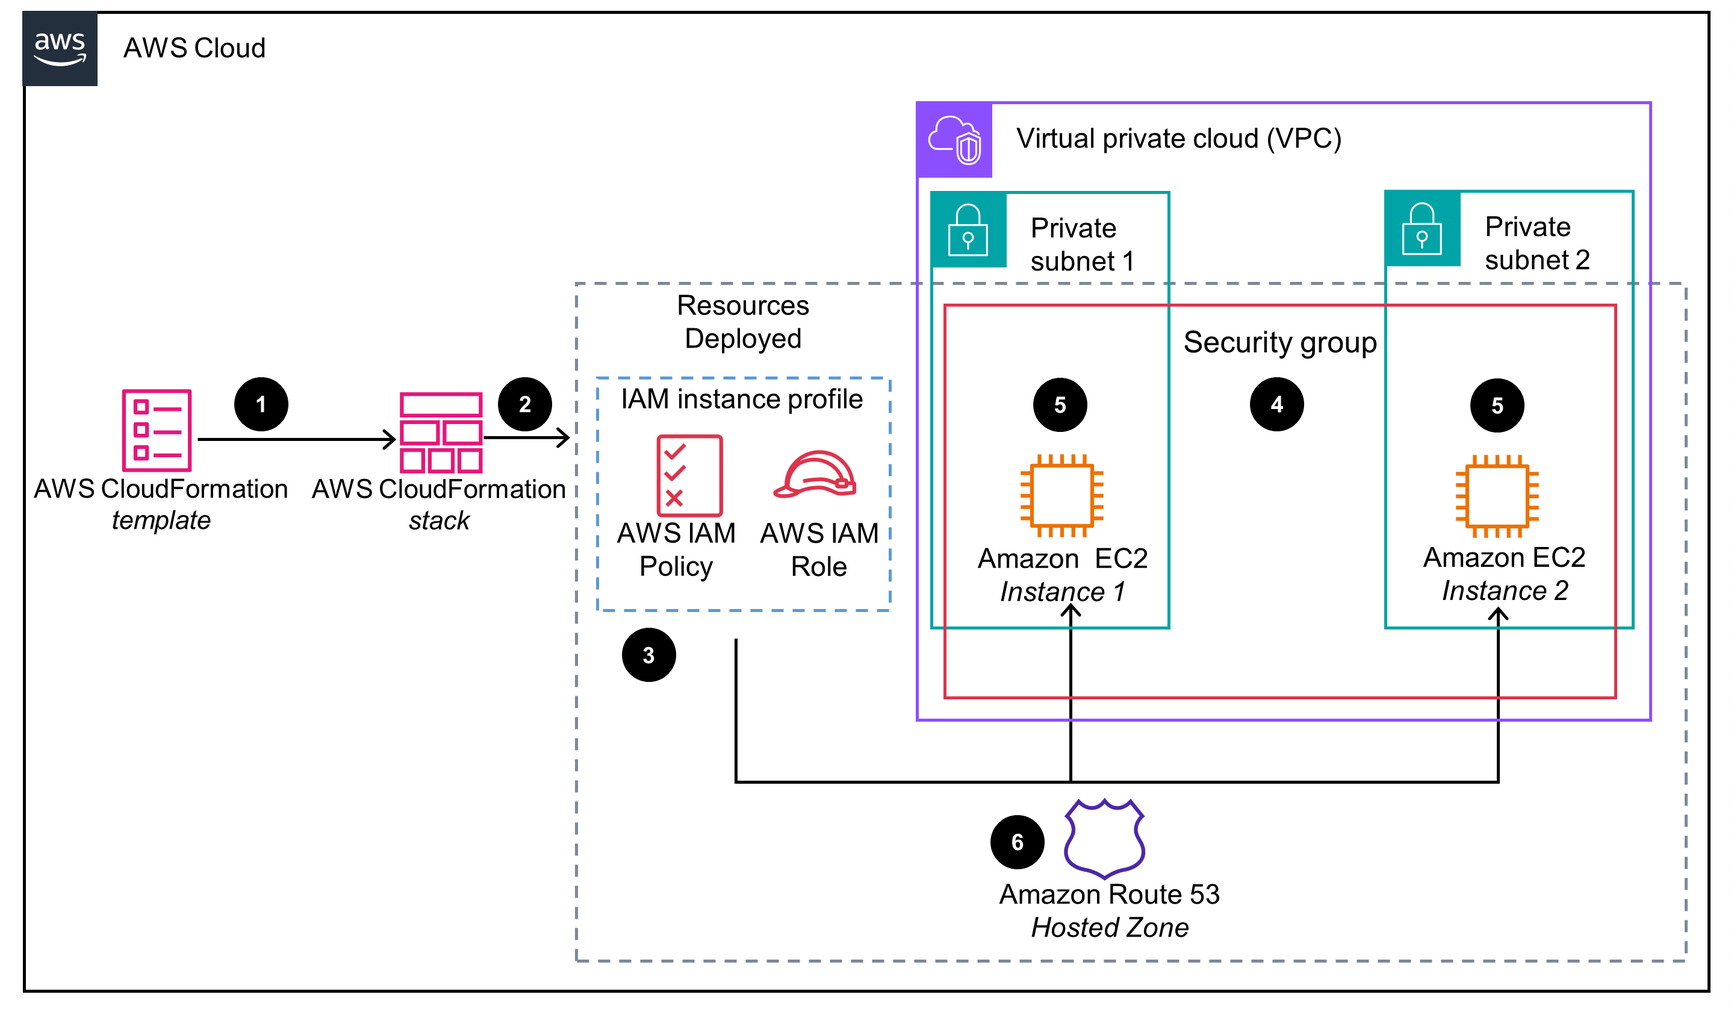 aws
AWS Cloud
Virtual private cloud (VPC)
Private
subnet 1
Private
subnet 2
Resources
Deployed
Security group
IAM instance profile
1
2
5
4
5
AWS CloudFormation
template
AWS CloudFormation
stack
AWS IAM
Policy
AWS IAM
Role
Amazon EC2
Instance 1
Amazon EC2
Instance 2
3
6
Amazon Route 53
Hosted Zone